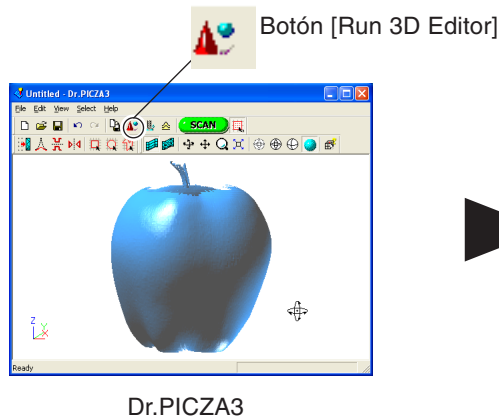 Botón [Run 3D Editor]
Untitled - Dr.PICZA3
File Edit View Select Help
SCAN
Z
Y
X
Ready
Dr.PICZA3